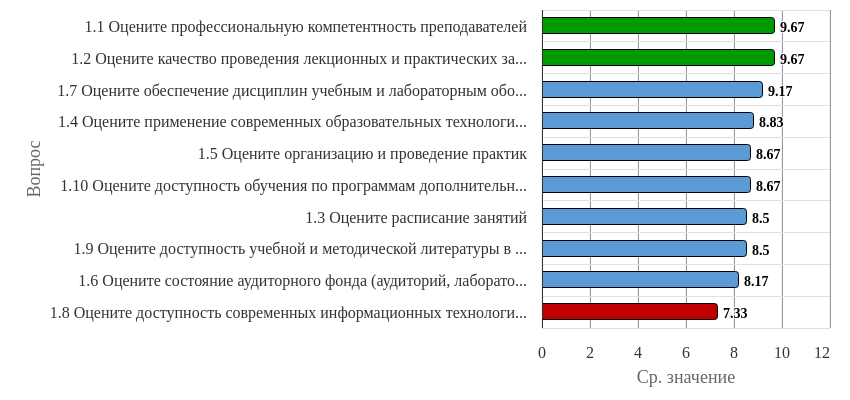 1.1 Оцените профессиональную компетентность преподавателей 9.67
1.2 Оцените качество проведения лекционных и практических за... 9.67
1.7 Оцените обеспечение дисциплин учебным и лабораторным обо... 9.17
1.4 Оцените применение современных образовательных технологи... 8.83
1.5 Оцените организацию и проведение практик 8.67
1.10 Оцените доступность обучения по программам дополнительн... 8.67
1.3 Оцените расписание занятий 8.5
1.9 Оцените доступность учебной и методической литературы в ... 8.5
1.6 Оцените состояние аудиторного фонда (аудиторий, лаборато... 8.17
1.8 Оцените доступность современных информационных технологи... 7.33
Вопрос
0 2 4 6 8 10 12
Ср. значение